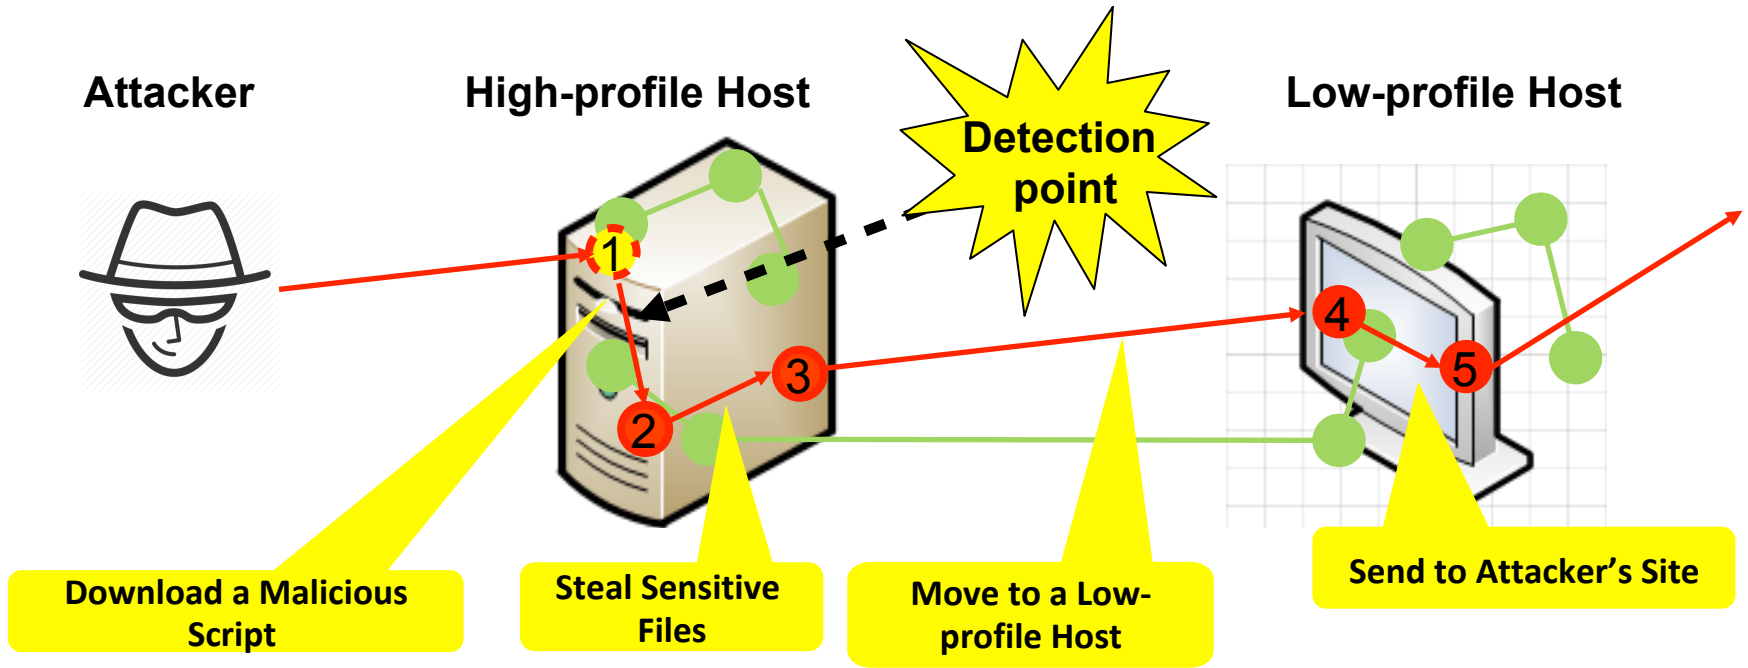 Attacker
High-profile Host
Detection
point
Low-profile Host
1
2
3
4
5
Download a Malicious
Script
Steal Sensitive
Files
Move to a Low-
profile Host
Send to Attacker’s Site